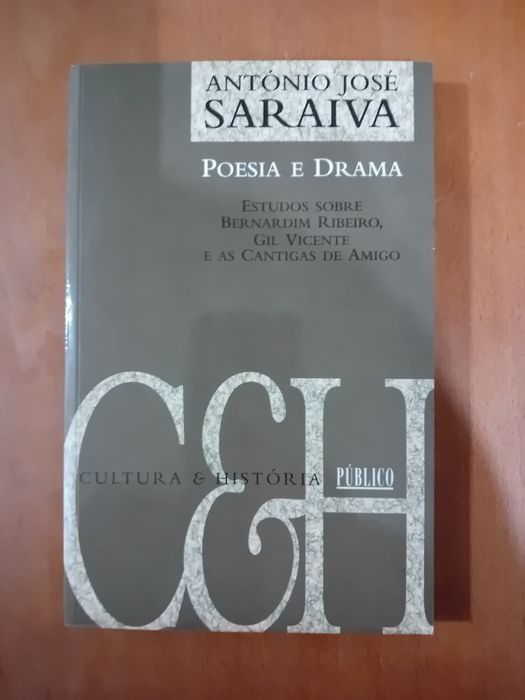 ANTÓNIO JOSÉ
SARAIVA
POESIA E DRAMA
ESTUDOS SOBRE
BERNARDIM RIBEIRO,
GIL VICENTE
E AS CANTIGAS DE AMIGO
C&H
CULTURA & HISTÓRIA
PÚBLICO